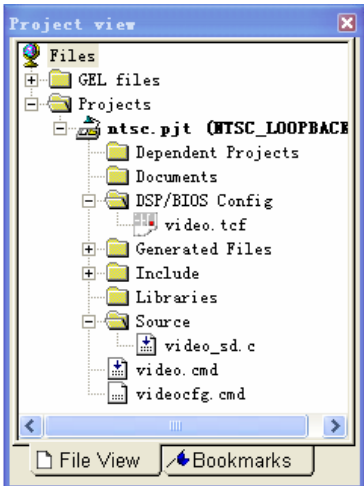 Project view
Files
GEL files
Projects
ntsc.pjt (NTSC_LOOPBACK
Dependent Projects
Documents
DSP/BIOS Config
video.tcf
Generated Files
Include
Libraries
Source
video_sd.c
video.cmd
videocfg.cmd
File View Bookmarks